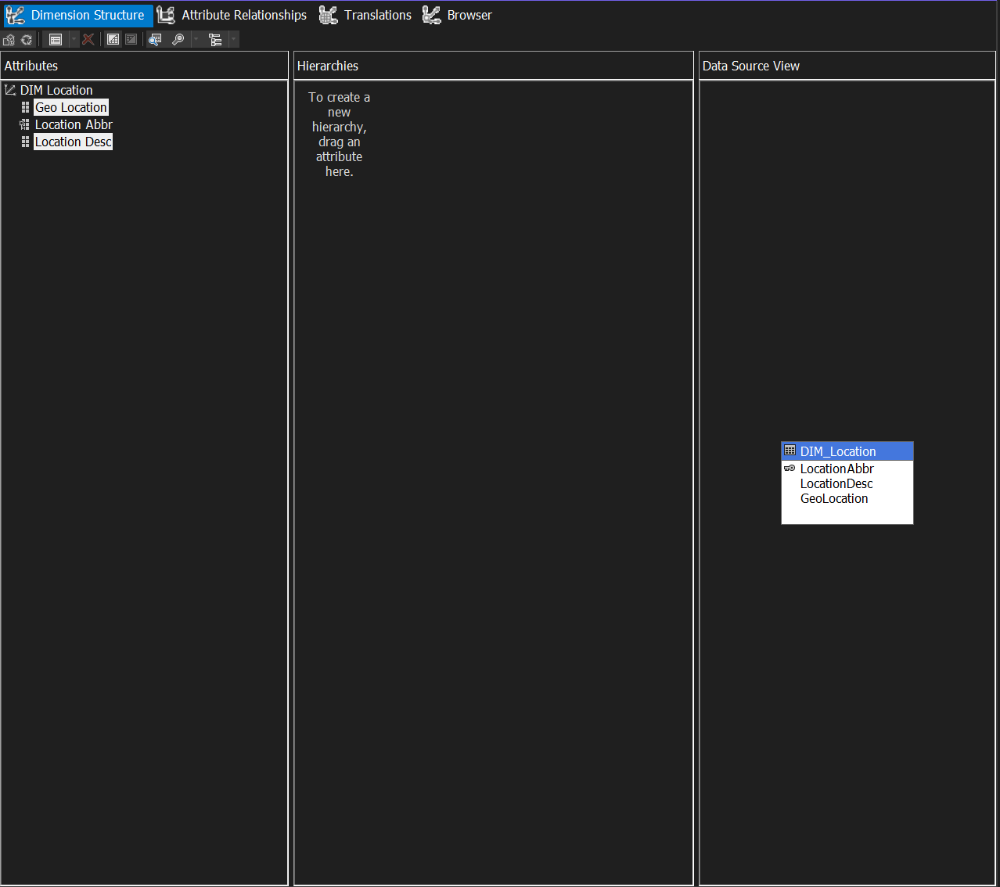 Dimension Structure Attribute Relationships Translations Browser
Attributes
DIM Location
Geo Location
Location Abbr
Location Desc
Hierarchies
To create a
new
hierarchy,
drag an
attribute
here.
Data Source View
DIM_Location
LocationAbbr
LocationDesc
GeoLocation